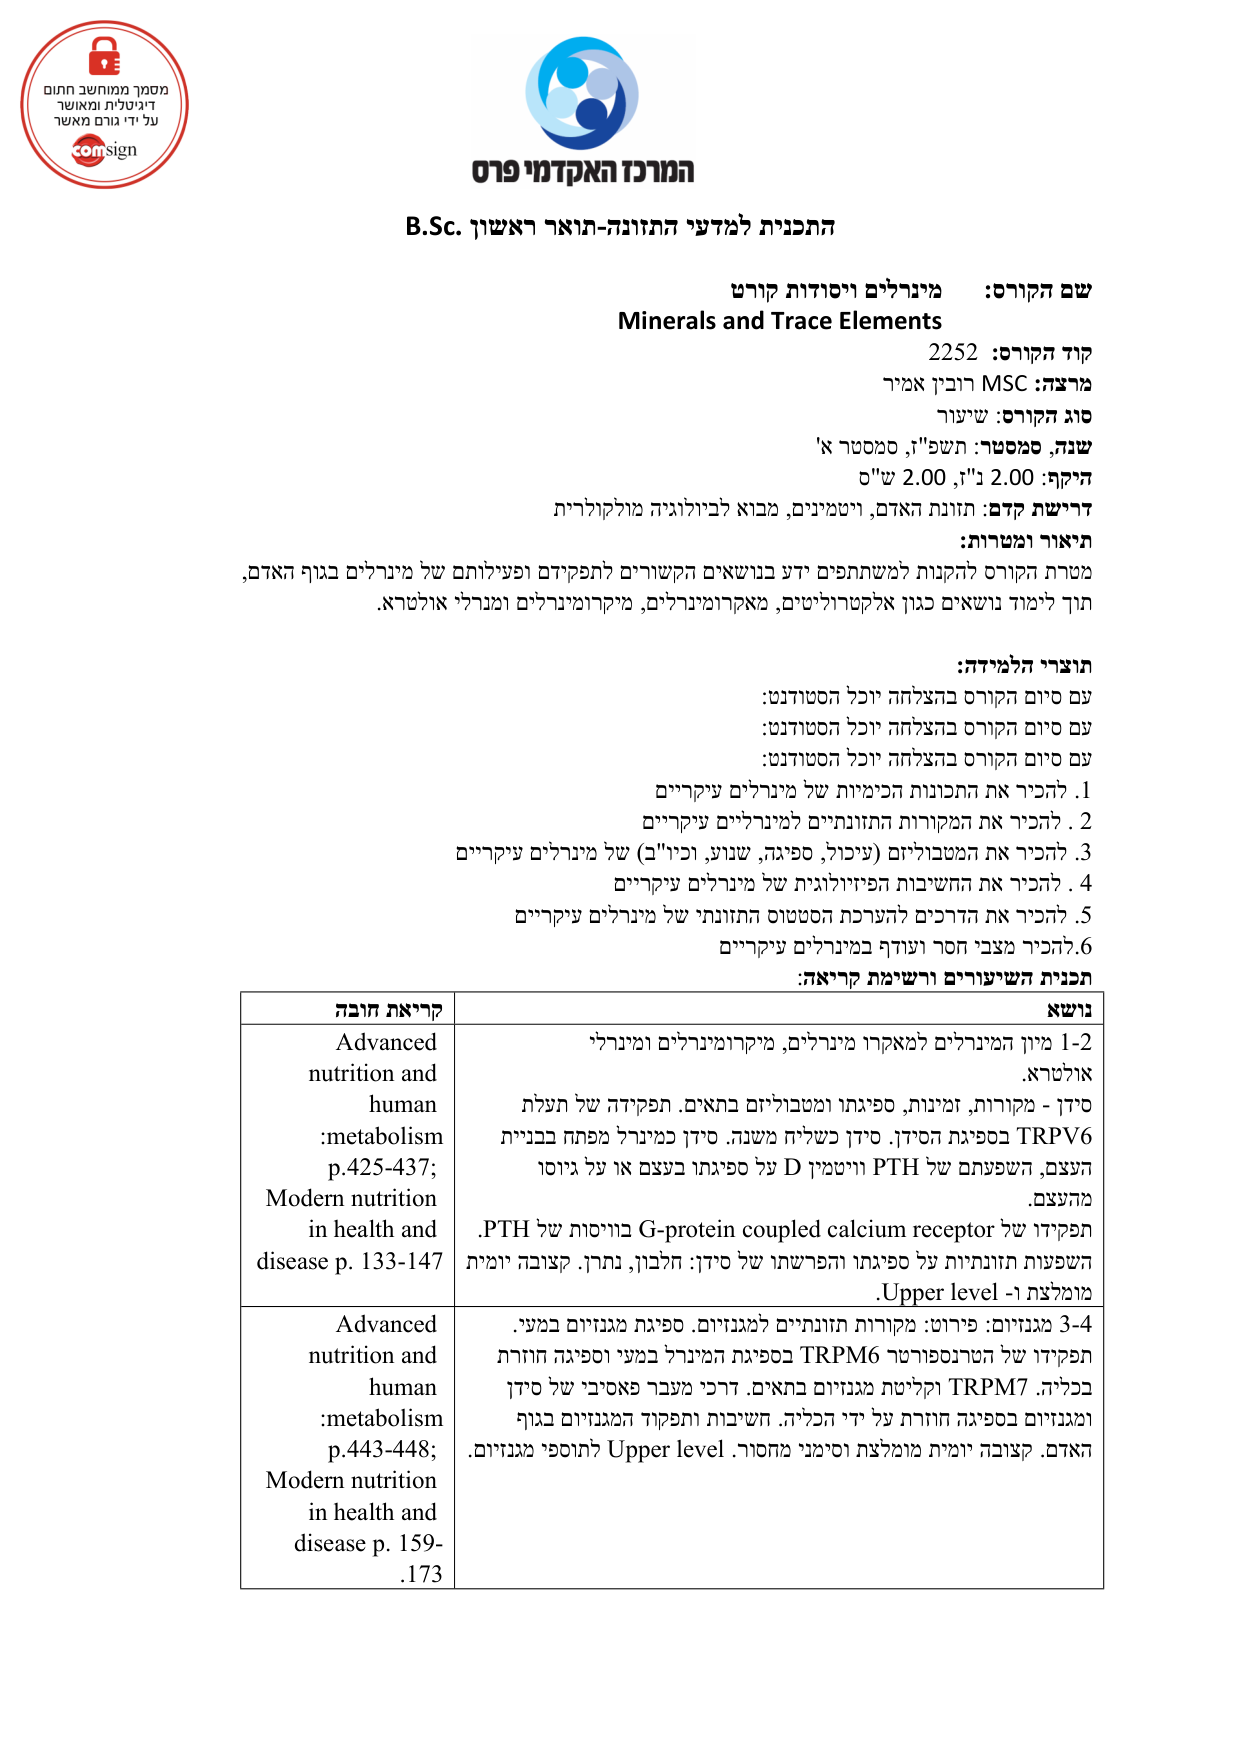 מסמך ממוחשב חתום
דיגיטלית ומאושר
על ידי גורם מאשר
comsign
המרכז האקדמי פרס
התכנית למדעי התזונה-תואר ראשון B.Sc.
שם הקורס: מינרלים ויסודות קורט
Minerals and Trace Elements
קוד הקורס: 2252
מרצה: MSC רובין אמיר
סוג הקורס: שיעור
שנה, סמסטר: תשפ"ז, סמסטר א'
היקף: 2.00 נ"ז, 2.00 ש"ס
דרישת קדם: תזונת האדם, ויטמינים, מבוא לביולוגיה מולקולרית
תיאור ומטרות:
מטרת הקורס להקנות למשתתפים ידע בנושאים הקשורים לתפקידם ופעילותם של מינרלים בגוף האדם,
תוך לימוד נושאים כגון אלקטרוליטים, מאקרומינרלים, מיקרומינרלים ומנרלי אולטרא.
תוצרי הלמידה:
עם סיום הקורס בהצלחה יוכל הסטודנט:
עם סיום הקורס בהצלחה יוכל הסטודנט:
עם סיום הקורס בהצלחה יוכל הסטודנט:
1. להכיר את התכונות הכימיות של מינרלים עיקריים
2 . להכיר את המקורות התזונתיים למינרליים עיקריים
3. להכיר את המטבוליזם (עיכול, ספיגה, שנוע, וכיו"ב) של מינרלים עיקריים
4 . להכיר את החשיבות הפיזיולוגית של מינרלים עיקריים
5. להכיר את הדרכים להערכת הסטטוס התזונתי של מינרלים עיקריים
6.להכיר מצבי חסר ועודף במינרלים עיקריים
תכנית השיעורים ורשימת קריאה:
נושא
קריאת חובה
1-2 מיון המינרלים למאקרו מינרלים, מיקרומינרלים ומינרלי
אולטרא.
סידן - מקורות, זמינות, ספיגתו ומטבוליזם בתאים. תפקידה של תעלת
TRPV6 בספיגת הסידן. סידן כשליח משנה. סידן כמינרל מפתח בבניית
העצם, השפעתם של PTH וויטמין D על ספיגתו בעצם או על גיוסו
מהעצם.
תפקידו של G-protein coupled calcium receptor בוויסות של PTH.
השפעות תזונתיות על ספיגתו והפרשתו של סידן: חלבון, נתרן. קצובה יומית
מומלצת ו- Upper level.
Advanced
nutrition and
human
metabolism:
p.425-437;
Modern nutrition
in health and
disease p. 133-147
3-4 מגנזיום: פירוט: מקורות תזונתיים למגנזיום. ספיגת מגנזיום במעי.
תפקידו של הטרנספורטר TRPM6 בספיגת המינרל במעי וספיגה חוזרת
בכליה. TRPM7 וקליטת מגנזיום בתאים. דרכי מעבר פאסיבי של סידן
ומגנזיום בספיגה חוזרת על ידי הכליה. חשיבות ותפקוד המגנזיום בגוף
האדם. קצובה יומית מומלצת וסימני מחסור. Upper level לתוספי מגנזיום.
Advanced
nutrition and
human
metabolism:
p.443-448;
Modern nutrition
in health and
disease p. 159-
173.